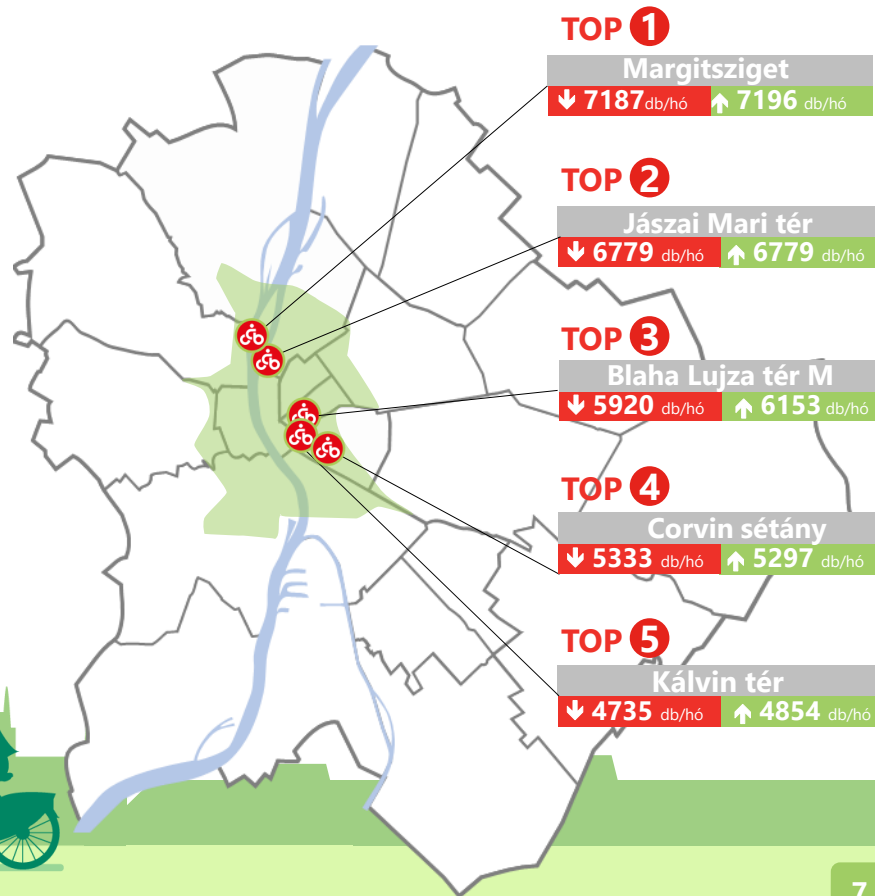 TOP 1
Margitsziget
7187 db/hó 7196 db/hó
TOP 2
Jászai Mari tér
6779 db/hó 6779 db/hó
TOP 3
Blaha Lujza tér M
5920 db/hó 6153 db/hó
TOP 4
Corvin sétány
5333 db/hó 5297 db/hó
TOP 5
Kálvin tér
4735 db/hó 4854 db/hó
7